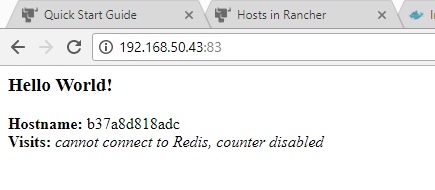 Quick Start Guide
Hosts in Rancher
192.168.50.43:83
Hello World!
Hostname: b37a8d818adc
Visits: cannot connect to Redis, counter disabled